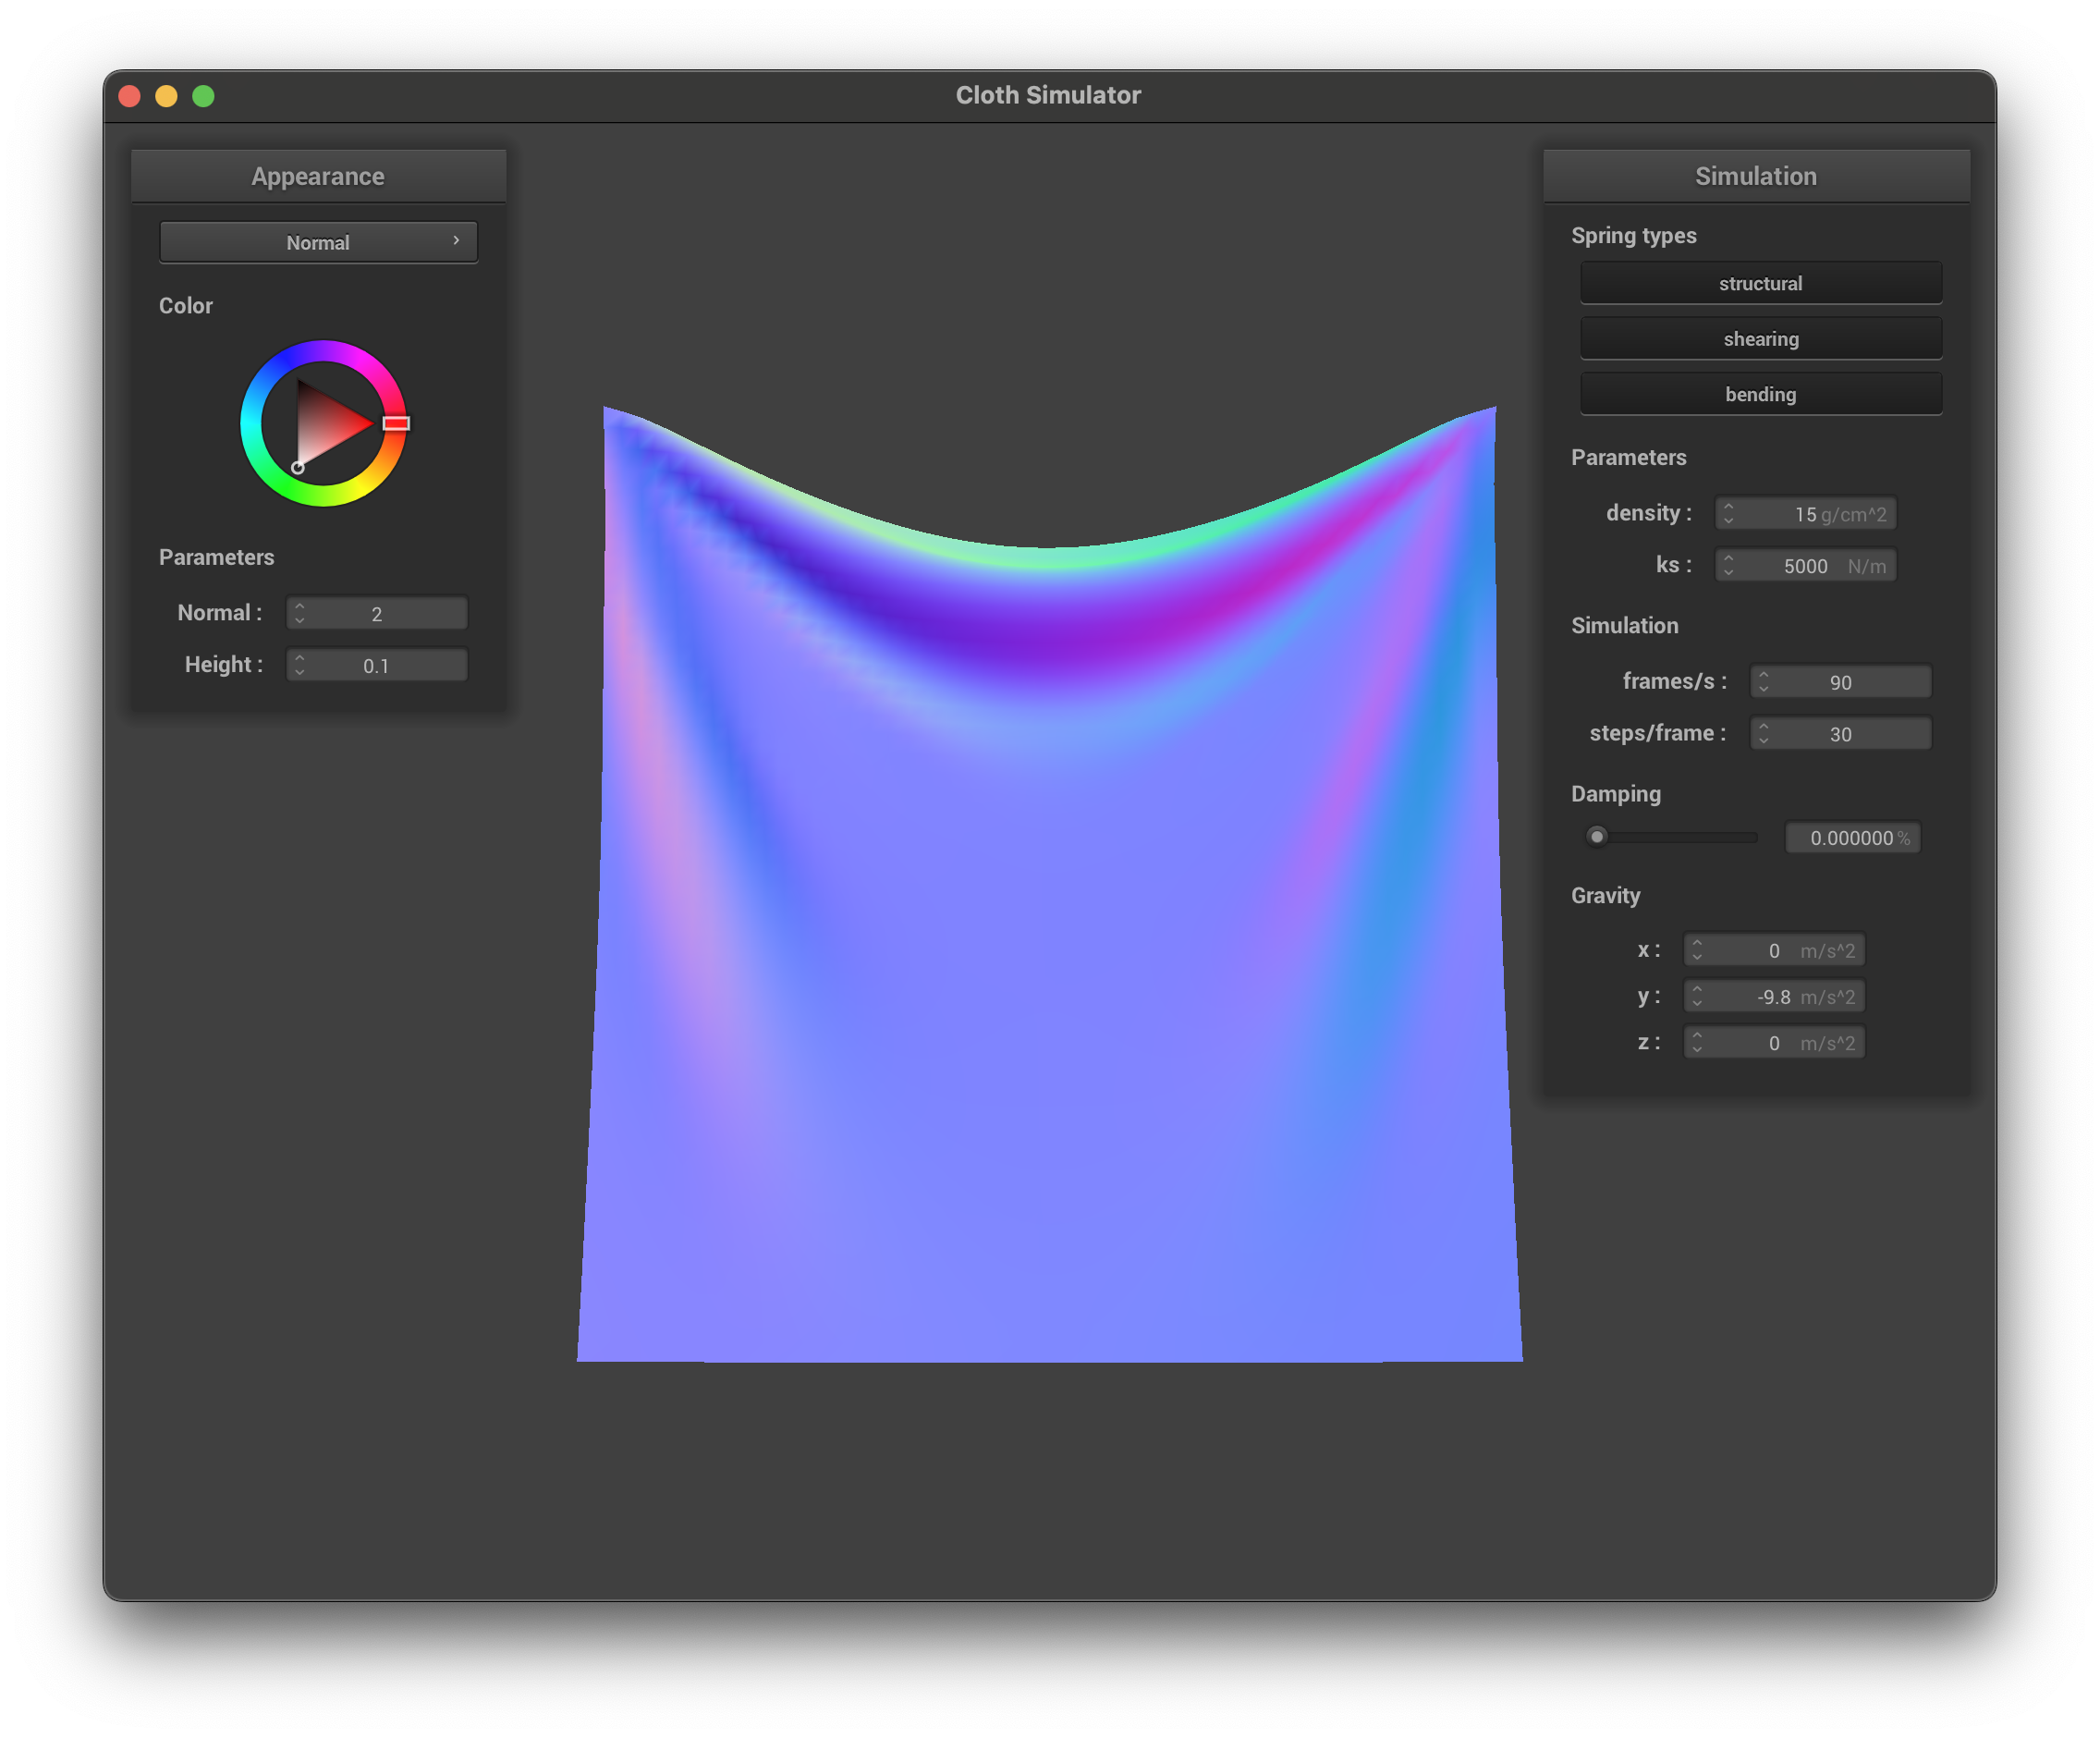 Cloth Simulator
Appearance
Normal
Color
Parameters
Normal : 2
Height : 0.1
Simulation
Spring types
structural
shearing
bending
Parameters
density : 15 g/cm^2
ks : 5000 N/m
Simulation
frames/s : 90
steps/frame : 30
Damping
0.000000 %
Gravity
x : 0 m/s^2
y : -9.8 m/s^2
z : 0 m/s^2